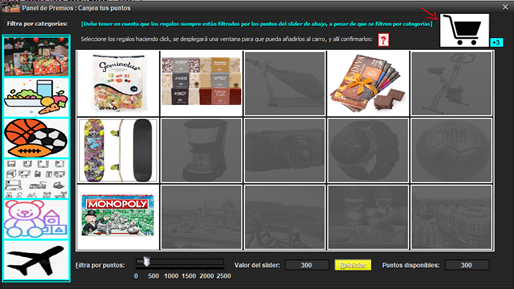 Panel de Premios : Canjea tus puntos
Filtra por categorías:
[Debe tener en cuenta que los regalos siempre están filtrados por los puntos del slider de abajo, a pesar de que se filtren por categorías]
Seleccione los regalos haciendo click, se desplegará una ventana para que pueda añadirlos al carro, y allí confirmarlos:
?
+3
Gominolas
MONOPOLY
Filtra por puntos:
0 500 1000 1500 2000 2500
Valor del slider:
300
Puntos disponibles:
300